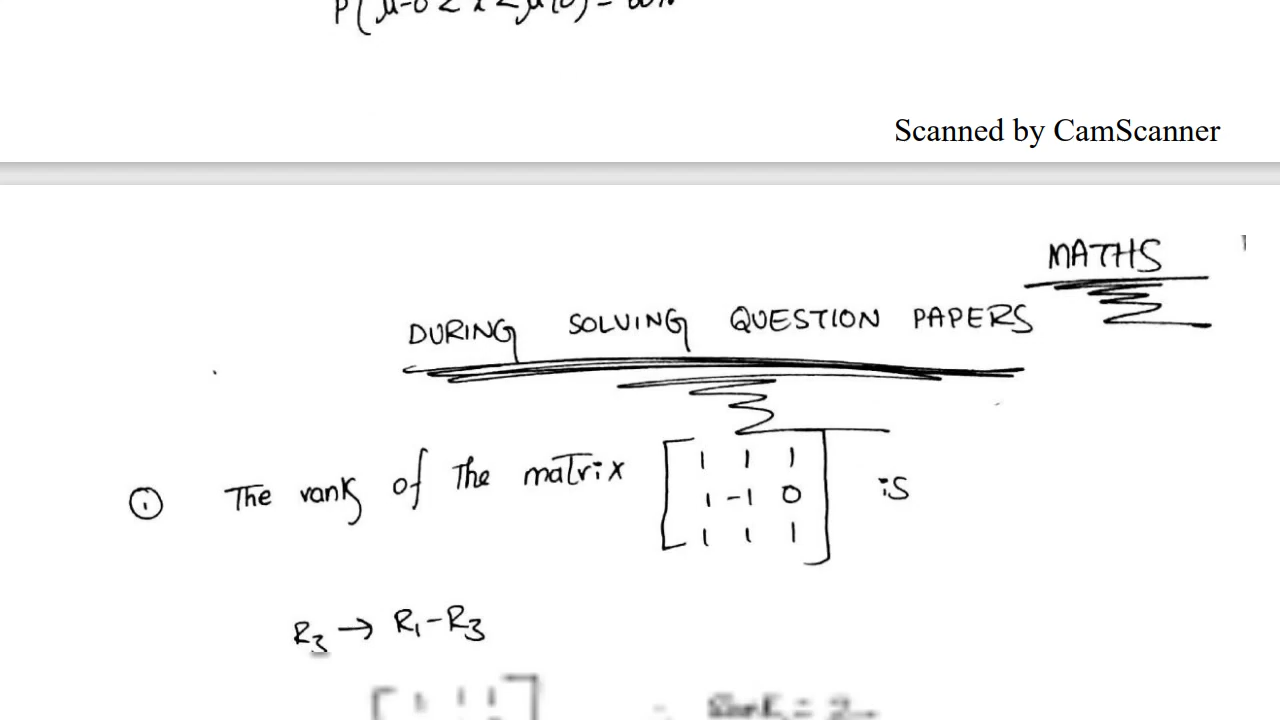 Scanned by CamScanner
MATHS
DURING SOLVING QUESTION PAPERS
① The rank of the matrix [1 1 1
1 -1 0
1 1 1] is
R3 → R1-R3